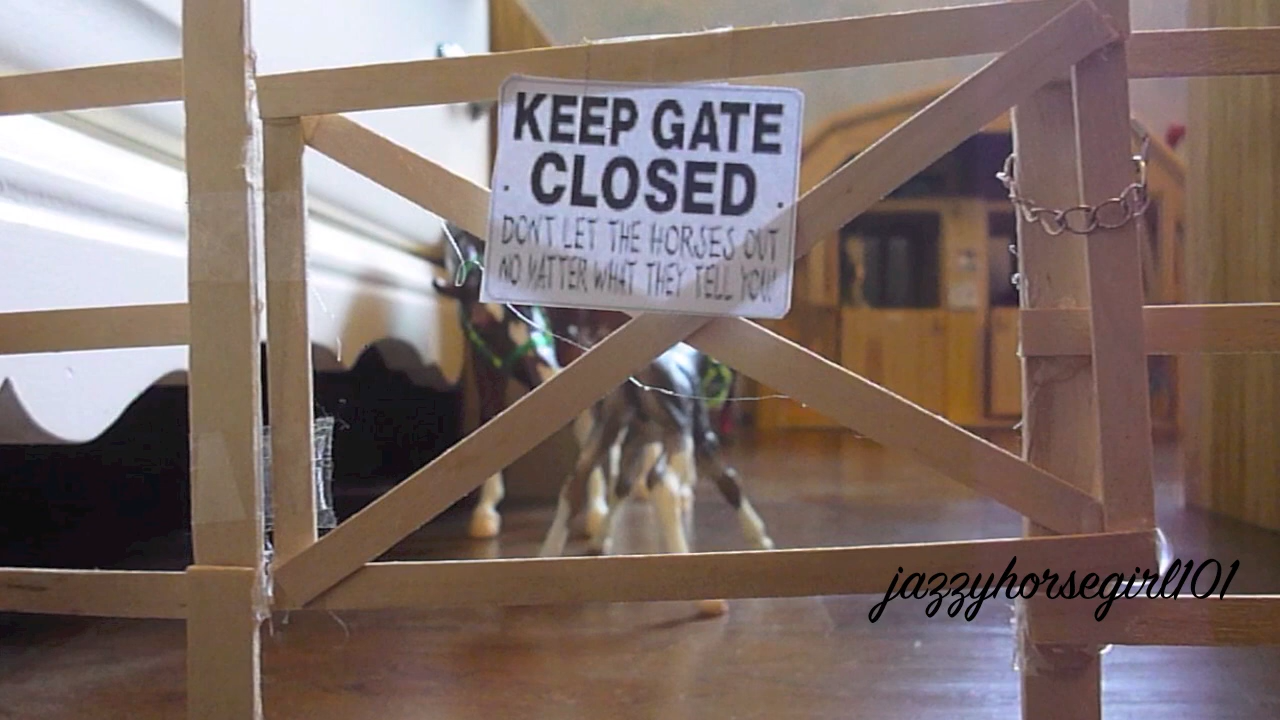 KEEP GATE
CLOSED
DON'T LET THE HORSES OUT
NO MATTER WHAT THEY TELL YOU!
jazzyhorsegirl101